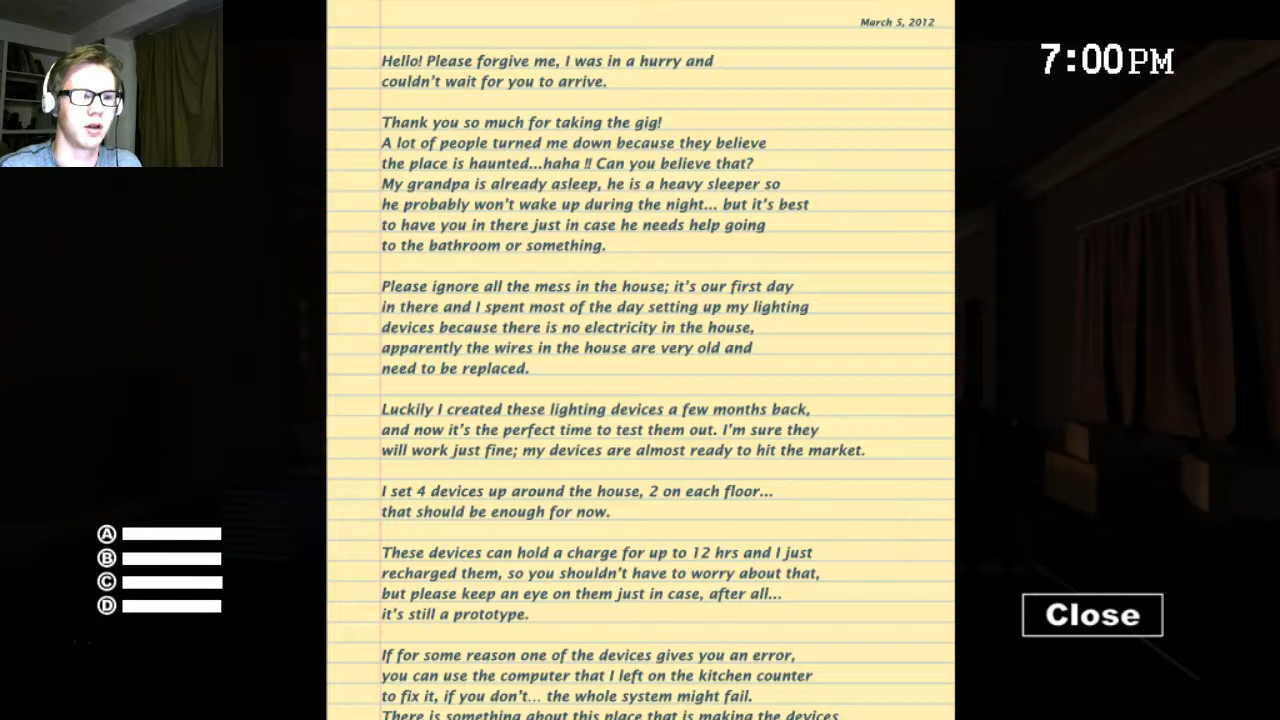 March 5, 2012
7:00PM
Hello! Please forgive me, I was in a hurry and
couldn't wait for you to arrive.
Thank you so much for taking the gig!
A lot of people turned me down because they believe
the place is haunted...haha !! Can you believe that?
My grandpa is already asleep, he is a heavy sleeper so
he probably won't wake up during the night... but it's best
to have you in there just in case he needs help going
to the bathroom or something.
Please ignore all the mess in the house; it's our first day
in there and I spent most of the day setting up my lighting
devices because there is no electricity in the house,
apparently the wires in the house are very old and
need to be replaced.
Luckily I created these lighting devices a few months back,
and now it's the perfect time to test them out. I'm sure they
will work just fine; my devices are almost ready to hit the market.
I set 4 devices up around the house, 2 on each floor...
that should be enough for now.
These devices can hold a charge for up to 12 hrs and I just
recharged them, so you shouldn't have to worry about that,
but please keep an eye on them just in case, after all...
it's still a prototype.
If for some reason one of the devices gives you an error,
you can use the computer that I left on the kitchen counter
to fix it, if you don't... the whole system might fail.
There is something about this place that is making the devices
A
B
C
D
Close